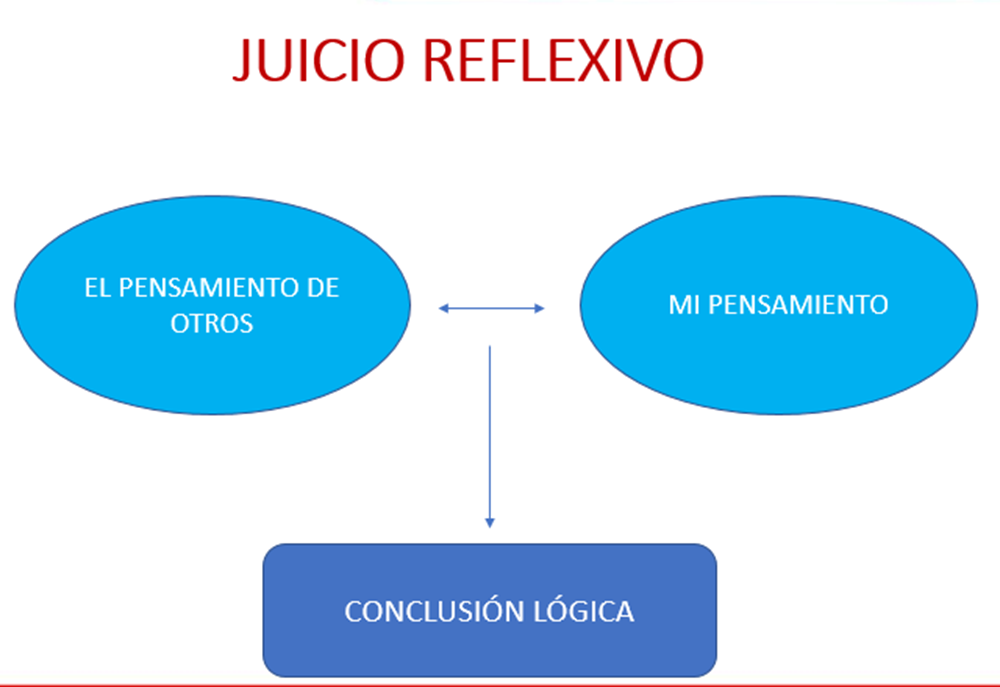 JUICIO REFLEXIVO
EL PENSAMIENTO DE
OTROS
MI PENSAMIENTO
CONCLUSIÓN LÓGICA